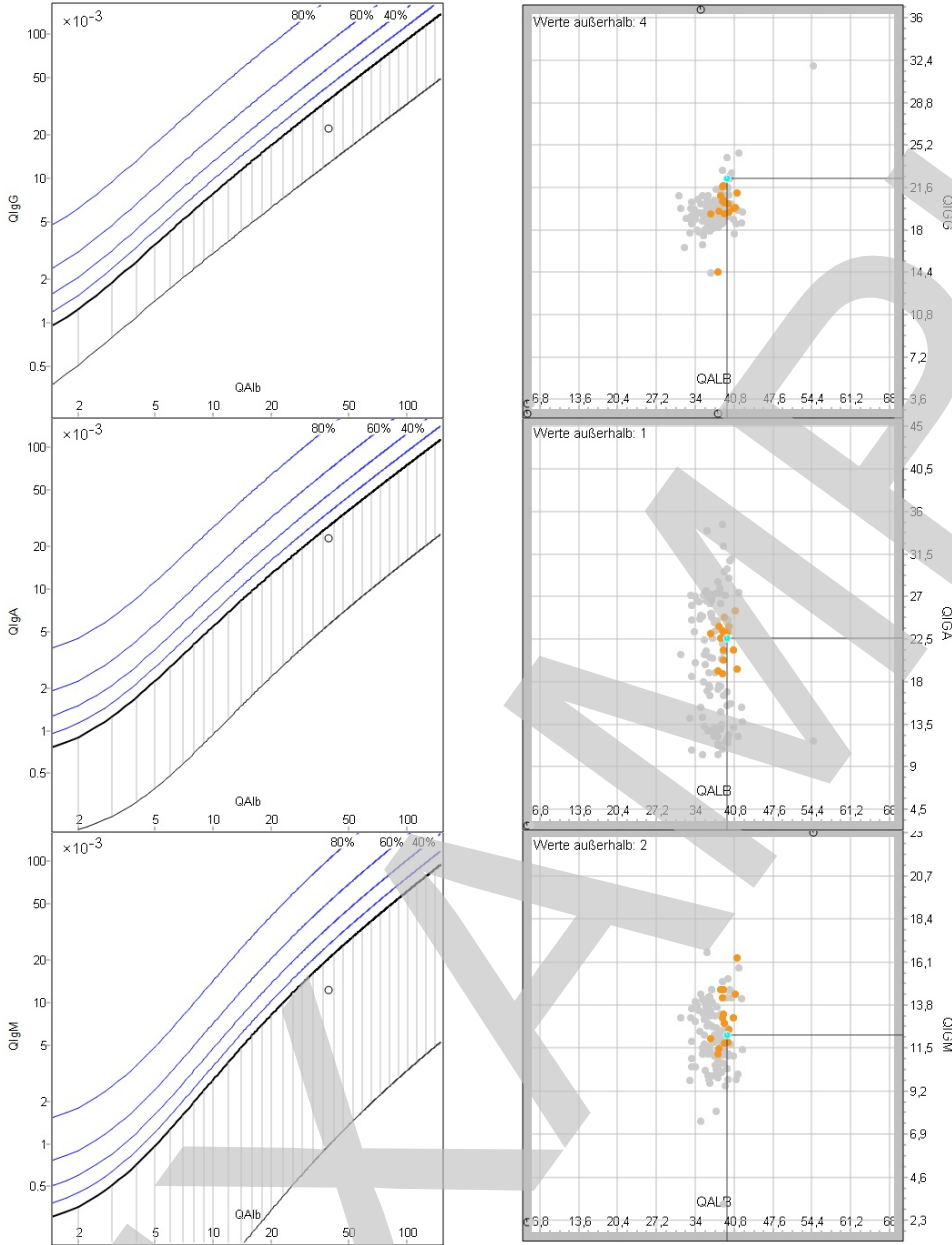 ×10⁻³
80% 60% 40%
100
50
20
10
5
2
1
0.5
QIgG
QAlb
2 5 10 20 50 100
Werte außerhalb: 4
36
32,4
28,8
25,2
21,6
18
14,4
10,8
7,2
3,6
QIGG
QALB
6,8 13,6 20,4 27,2 34 40,8 47,6 54,4 61,2 68
×10⁻³
80% 60% 40%
100
50
20
10
5
2
1
0.5
QIgA
QAlb
2 5 10 20 50 100
Werte außerhalb: 1
45
40,5
36
31,5
27
22,5
18
13,5
9
4,5
QIGA
QALB
6,8 13,6 20,4 27,2 34 40,8 47,6 54,4 61,2 68
×10⁻³
80% 60% 40%
100
50
20
10
5
2
1
0.5
QIgM
QAlb
2 5 10 20 50 100
Werte außerhalb: 2
23
20,7
18,4
16,1
13,8
11,5
9,2
6,9
4,6
2,3
QIGM
QALB
6,8 13,6 20,4 27,2 34 40,8 47,6 54,4 61,2 68